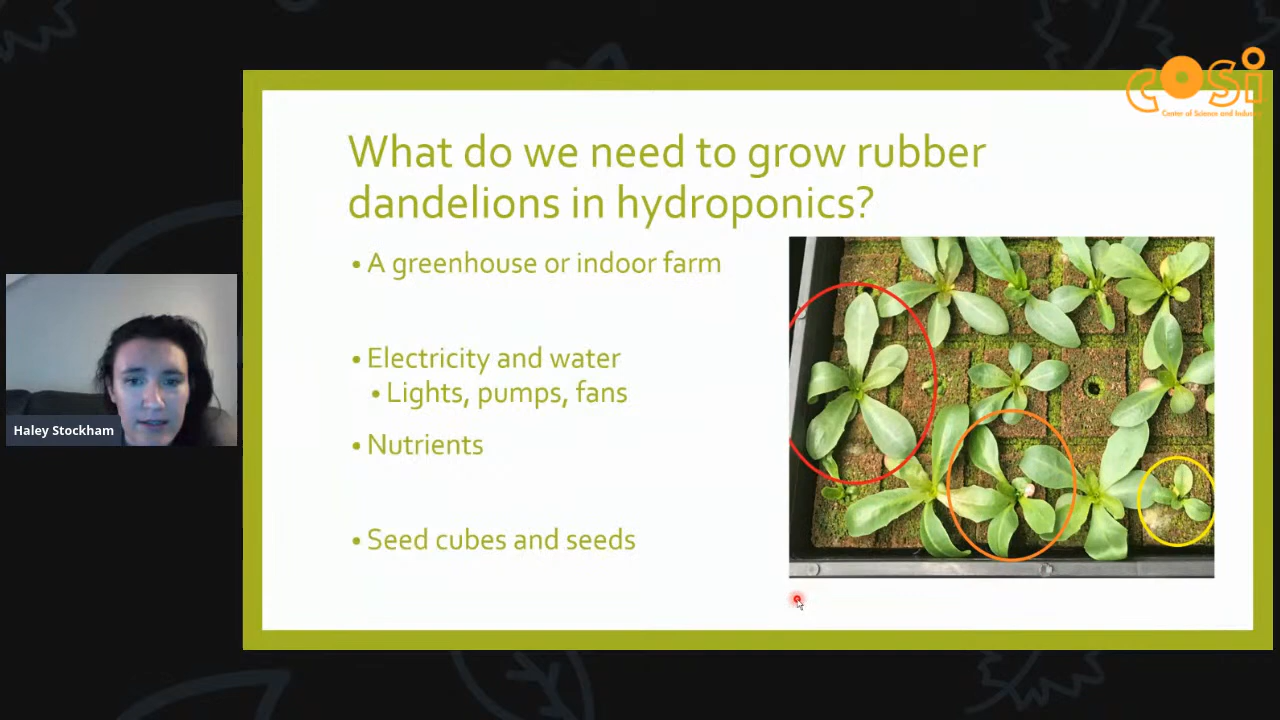 cosi
Center of Science and Industry
What do we need to grow rubber
dandelions in hydroponics?
• A greenhouse or indoor farm
• Electricity and water
• Lights, pumps, fans
• Nutrients
• Seed cubes and seeds
Haley Stockham